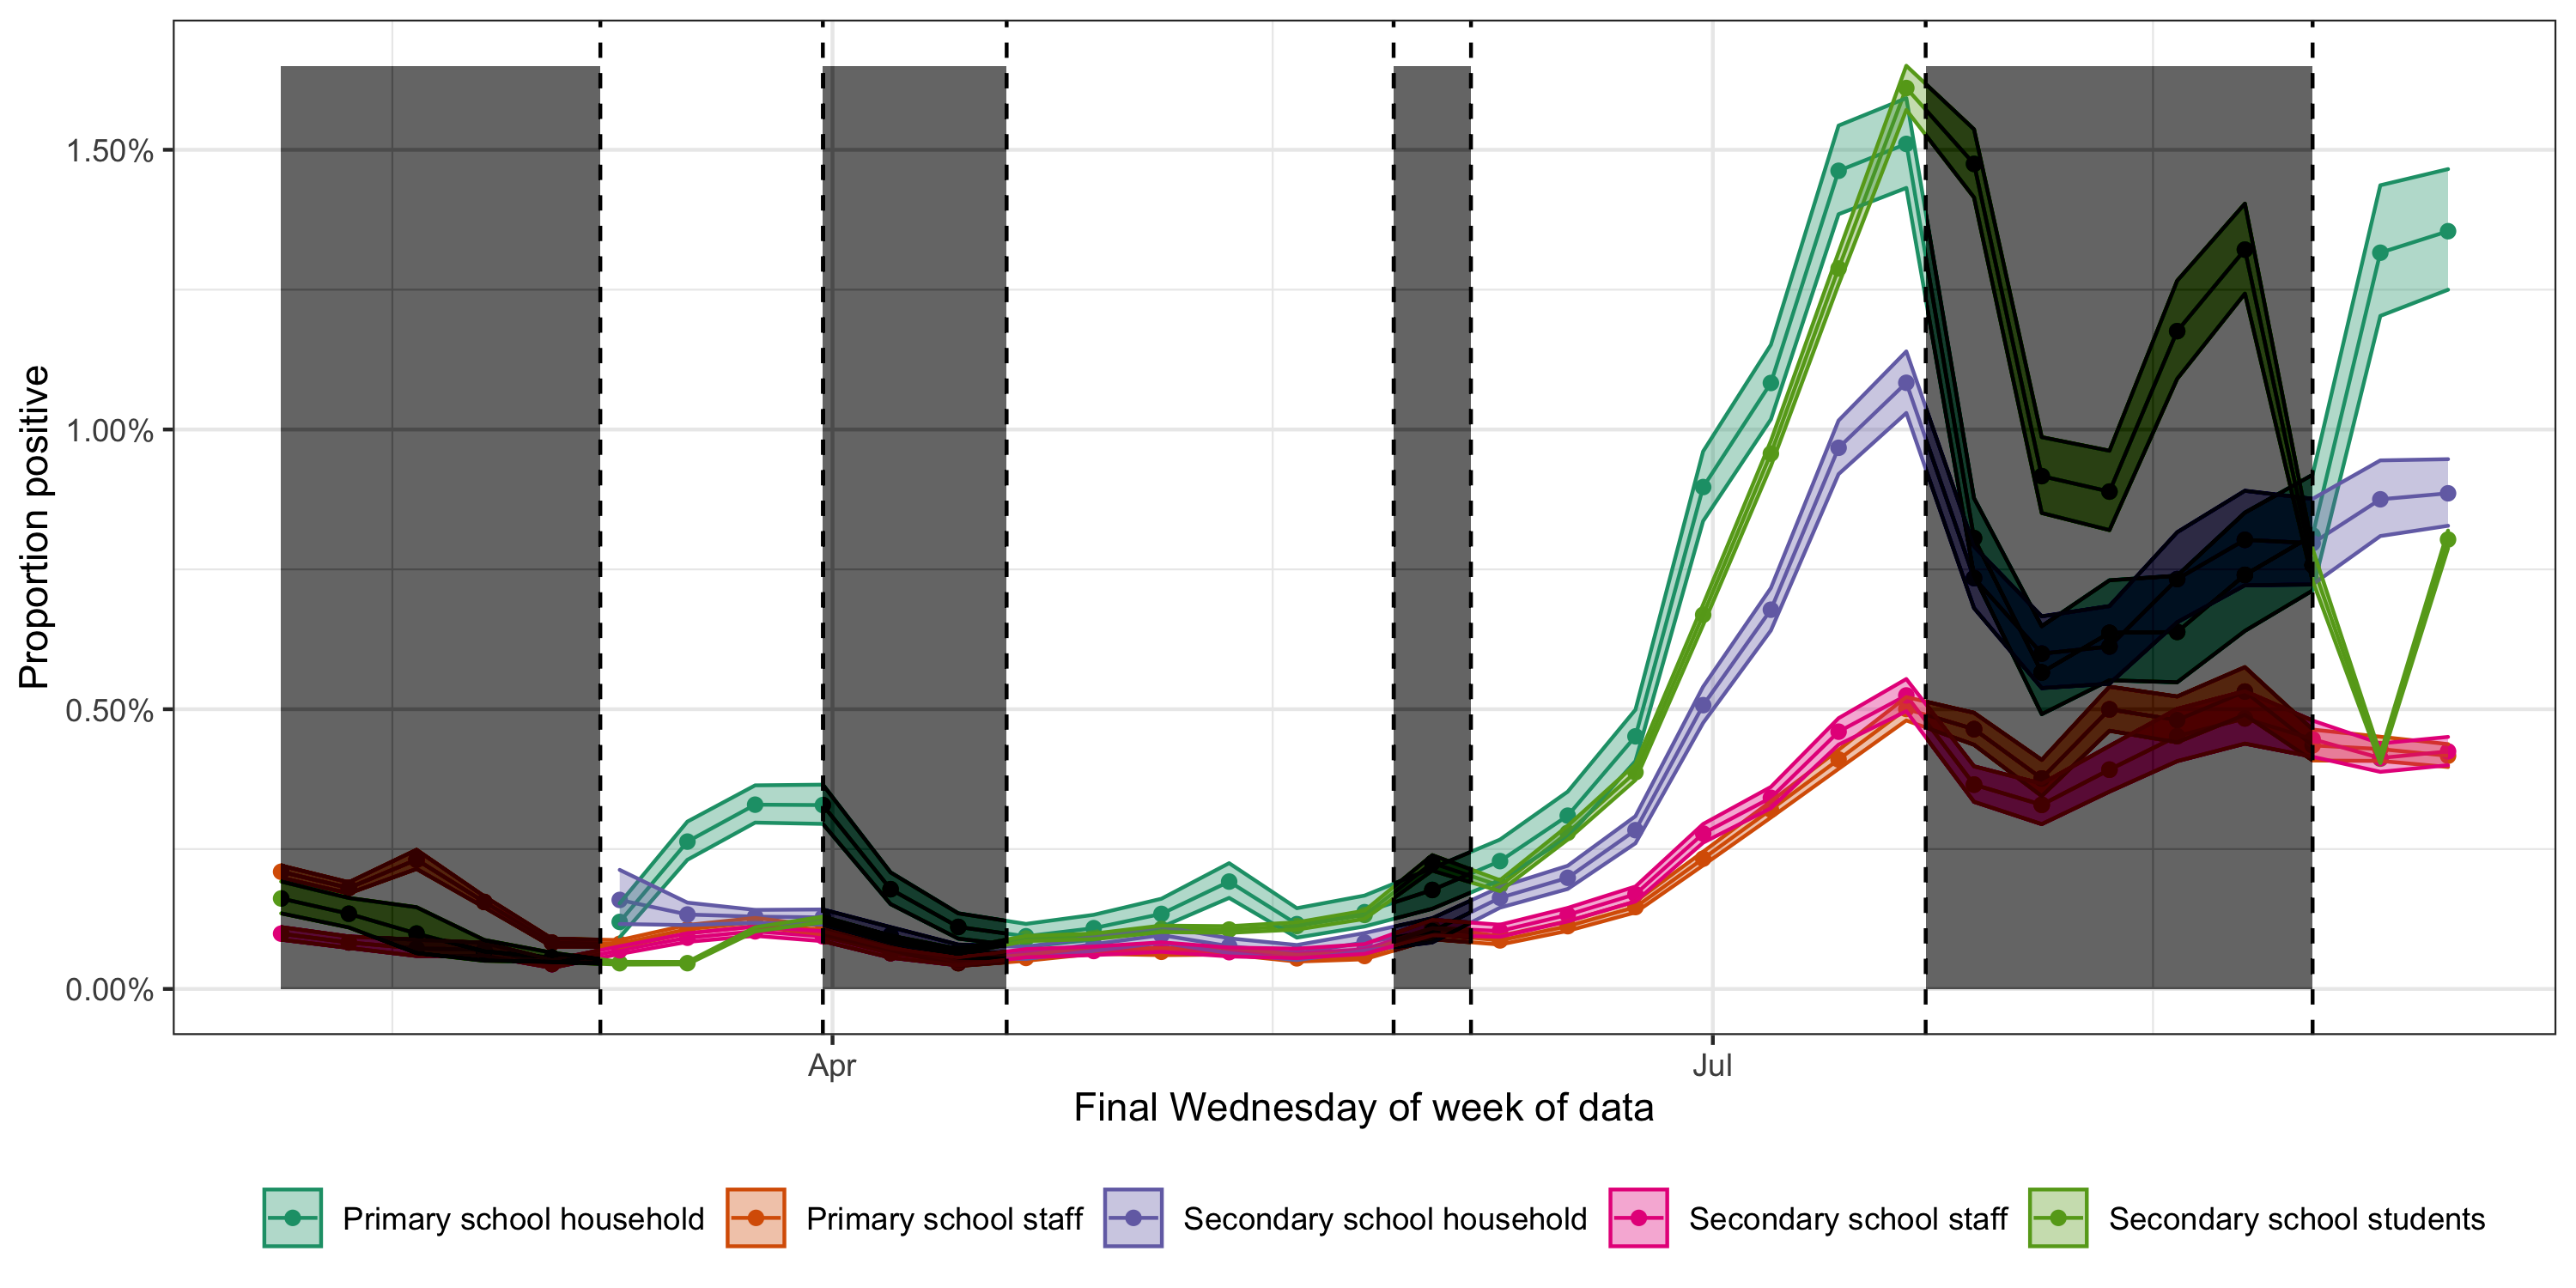 1.50%
1.00%
0.50%
0.00%
Proportion positive
Apr Jul
Final Wednesday of week of data
Primary school household Primary school staff Secondary school household Secondary school staff Secondary school students